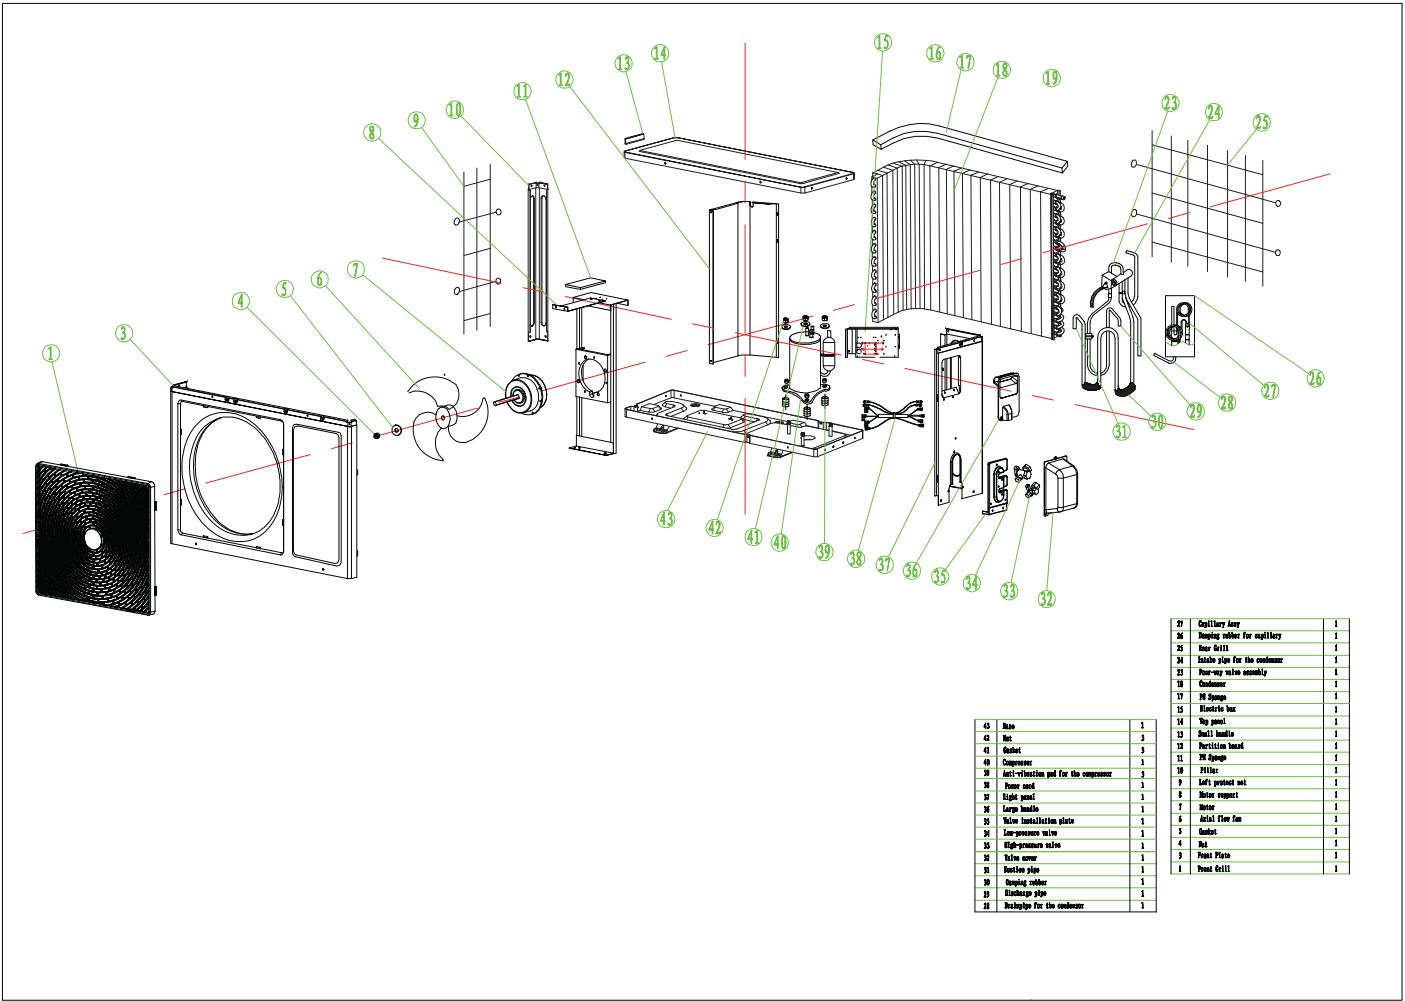 15
16
17
18
19
14
13
12
11
10
9
8
7
6
5
4
3
1
23
24
25
26
27
28
29
30
31
32
33
34
35
36
37
38
39
40
41
42
43
27 Capillary Assy 1
26 Damping rubber for capillary 1
25 Rear Grill 1
24 Intake pipe for the condensor 1
23 Four-way valve assembly 1
18 Condenser 1
17 PE Sponge 1
15 Electric box 1
14 Top panel 1
13 Small handle 1
12 Partition board 1
11 PE Sponge 1
10 Pillar 1
9 Left protect net 1
8 Motor support 1
7 Motor 1
6 Axial flow fan 1
5 Gasket 1
4 Nut 1
3 Front Plate 1
1 Front Grill 1
43 Base 1
42 Nut 3
41 Gasket 3
40 Compressor 1
39 Anti-vibration pad for the compressor 3
38 Power cord 1
37 Right panel 1
36 Large handle 1
35 Valve installation plate 1
34 Low-pressure valve 1
33 High-pressure valve 1
32 Valve cover 1
31 Suction pipe 1
30 Damping rubber 1
29 Discharge pipe 1
28 Drainpipe for the condensor 1